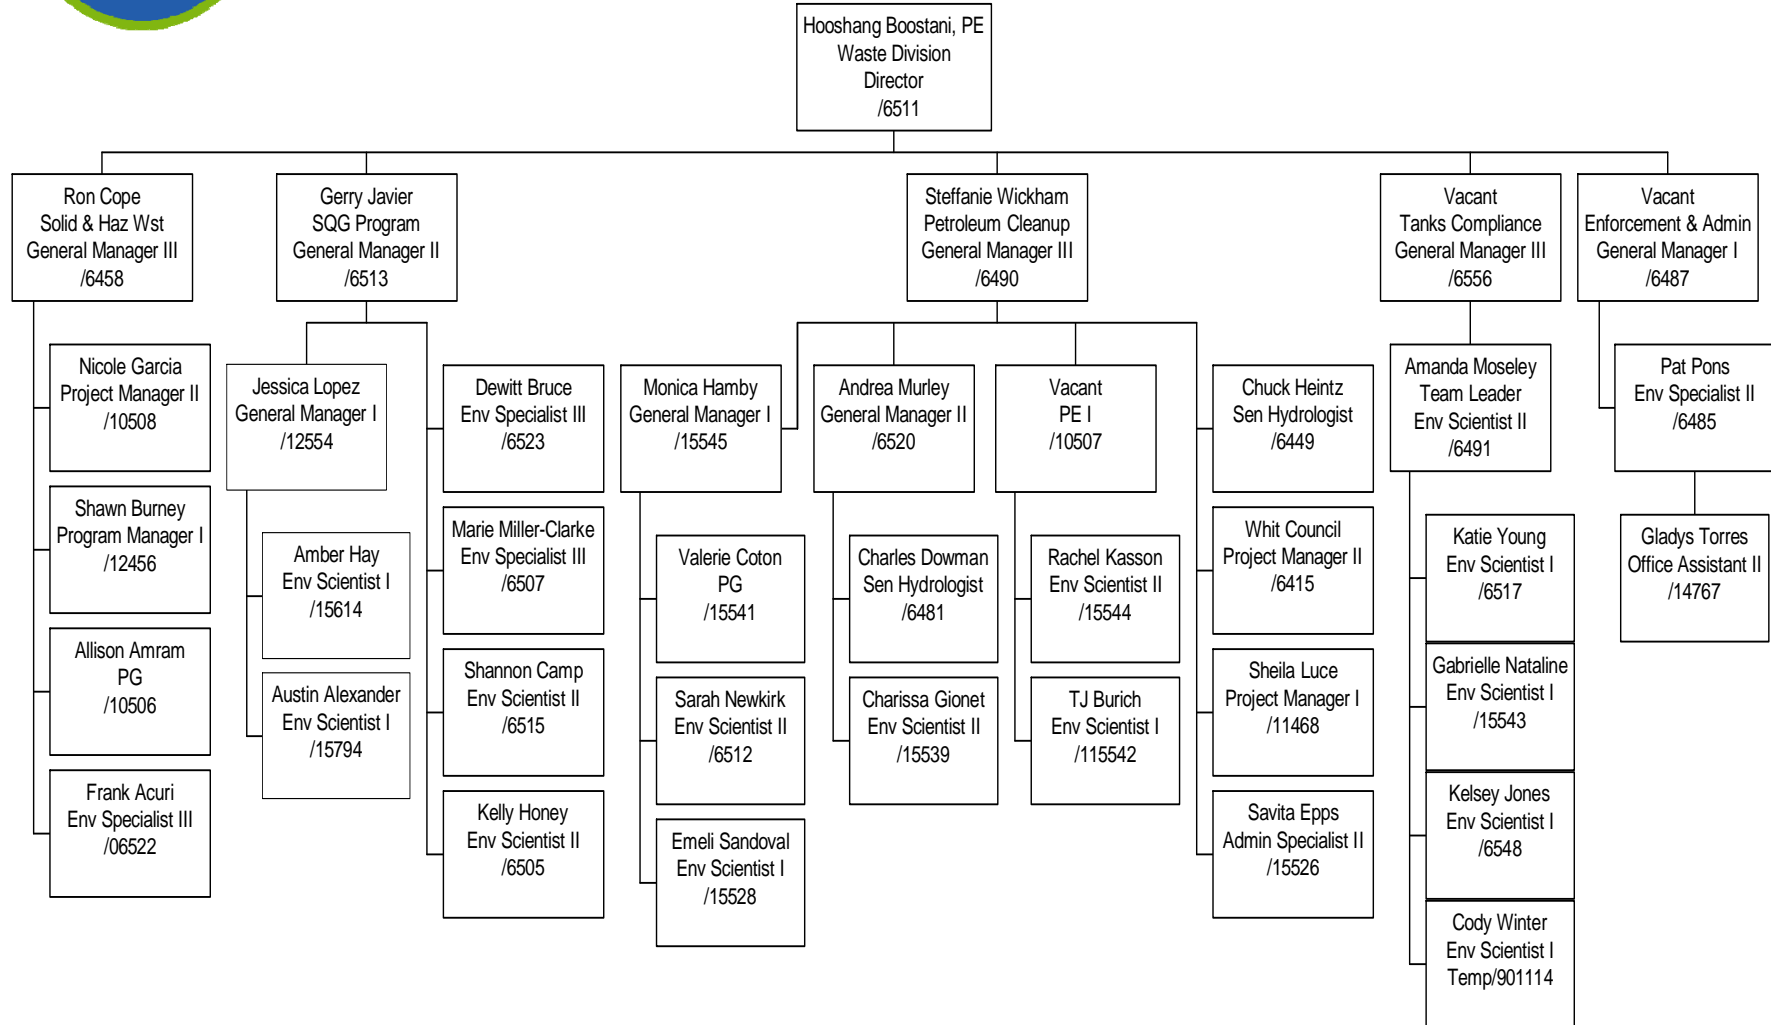 Hooshang Boostani, PE
Waste Division
Director
/6511
Ron Cope
Solid & Haz Wst
General Manager III
/6458
Gerry Javier
SQG Program
General Manager II
/6513
Steffanie Wickham
Petroleum Cleanup
General Manager III
/6490
Vacant
Tanks Compliance
General Manager III
/6556
Vacant
Enforcement & Admin
General Manager I
/6487
Nicole Garcia
Project Manager II
/10508
Shawn Burney
Program Manager I
/12456
Allison Amram
PG
/10506
Frank Acuri
Env Specialist III
/06522
Jessica Lopez
General Manager I
/12554
Amber Hay
Env Scientist I
/15614
Austin Alexander
Env Scientist I
/15794
Dewitt Bruce
Env Specialist III
/6523
Marie Miller-Clarke
Env Specialist III
/6507
Shannon Camp
Env Scientist II
/6515
Kelly Honey
Env Scientist II
/6505
Monica Hamby
General Manager I
/15545
Valerie Coton
PG
/15541
Sarah Newkirk
Env Scientist II
/6512
Emeli Sandoval
Env Scientist I
/15528
Andrea Murley
General Manager II
/6520
Charles Dowman
Sen Hydrologist
/6481
Charissa Gionet
Env Scientist II
/15539
Vacant
PE I
/10507
Rachel Kasson
Env Scientist II
/15544
TJ Burich
Env Scientist I
/115542
Chuck Heintz
Sen Hydrologist
/6449
Whit Council
Project Manager II
/6415
Sheila Luce
Project Manager I
/11468
Savita Epps
Admin Specialist II
/15526
Amanda Moseley
Team Leader
Env Scientist II
/6491
Katie Young
Env Scientist I
/6517
Gabrielle Nataline
Env Scientist I
/15543
Kelsey Jones
Env Scientist I
/6548
Cody Winter
Env Scientist I
Temp/901114
Pat Pons
Env Specialist II
/6485
Gladys Torres
Office Assistant II
/14767